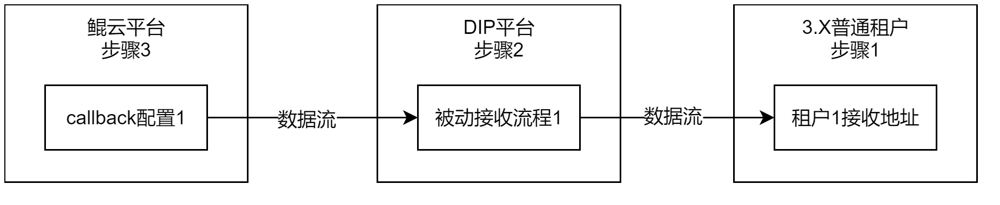 鲲云平台
步骤3
callback配置1
数据流
DIP平台
步骤2
被动接收流程1
数据流
3.X普通租户
步骤1
租户1接收地址